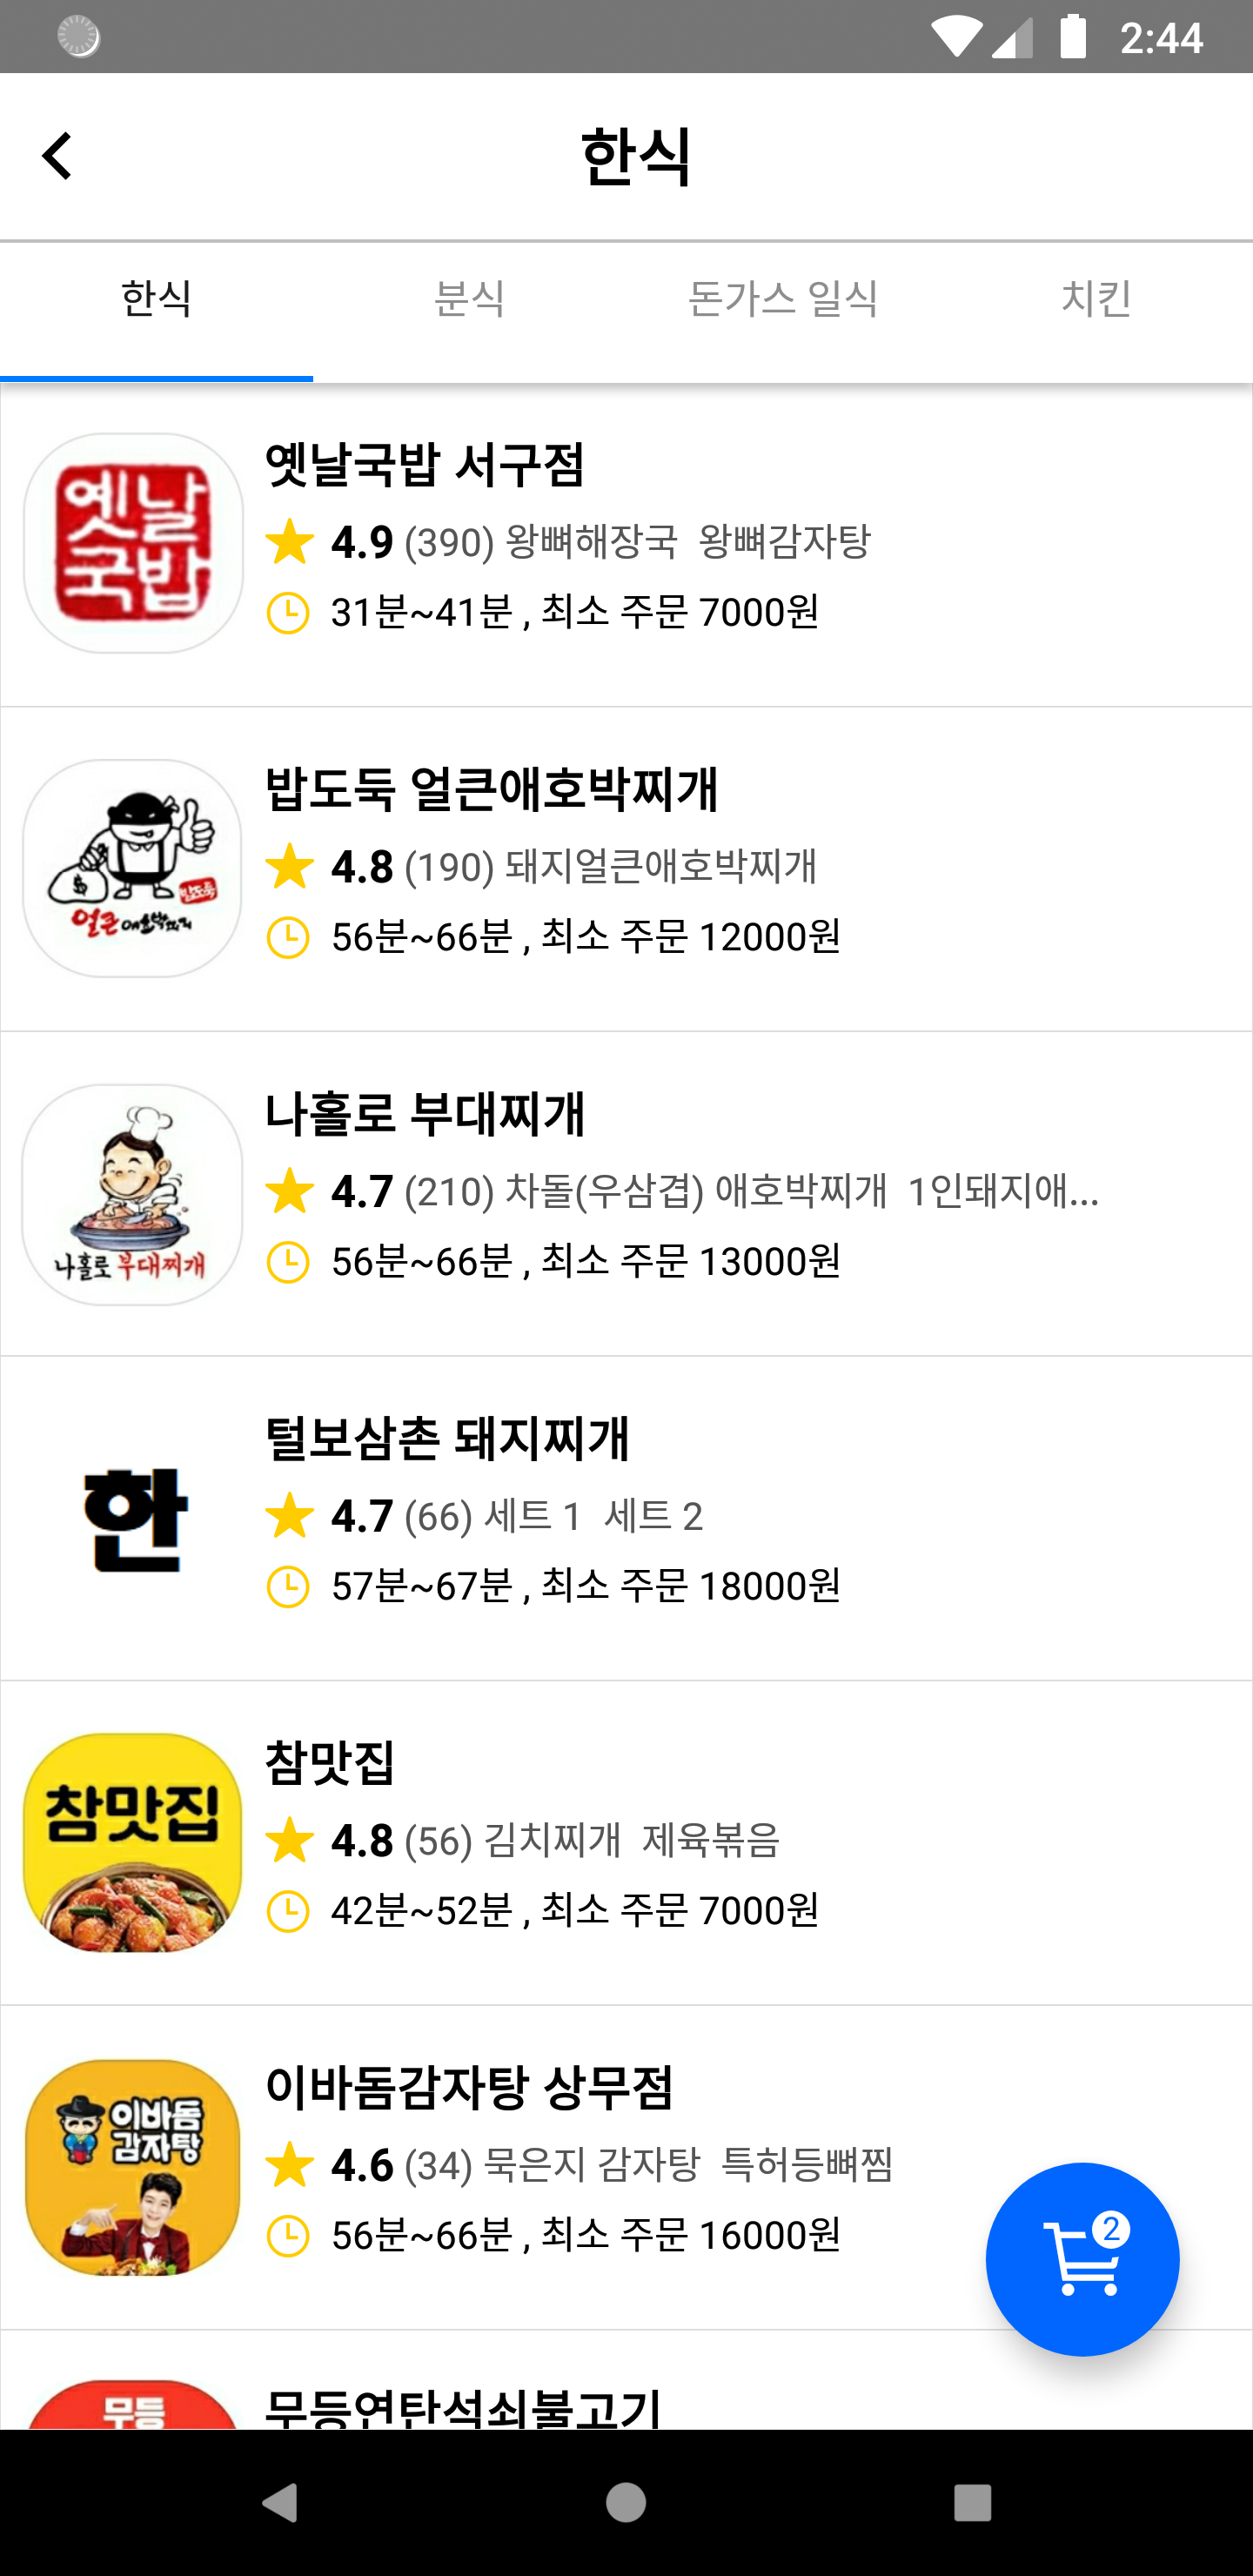 2:44
한식
한식 분식 돈가스 일식 치킨
옛날
국밥
옛날국밥 서구점
4.9 (390) 왕뼈해장국 왕뼈감자탕
31분~41분 , 최소 주문 7000원
밥도둑
얼큰애호박찌개
밥도둑 얼큰애호박찌개
4.8 (190) 돼지얼큰애호박찌개
56분~66분 , 최소 주문 12000원
나홀로 부대찌개
나홀로 부대찌개
4.7 (210) 차돌(우삼겹) 애호박찌개 1인돼지애...
56분~66분 , 최소 주문 13000원
한
털보삼촌 돼지찌개
4.7 (66) 세트 1 세트 2
57분~67분 , 최소 주문 18000원
참맛집
참맛집
4.8 (56) 김치찌개 제육볶음
42분~52분 , 최소 주문 7000원
이바돔
감자탕
이바돔감자탕 상무점
4.6 (34) 묵은지 감자탕 특허등뼈찜
56분~66분 , 최소 주문 16000원
2
무등
무등연탄석쇠불고기